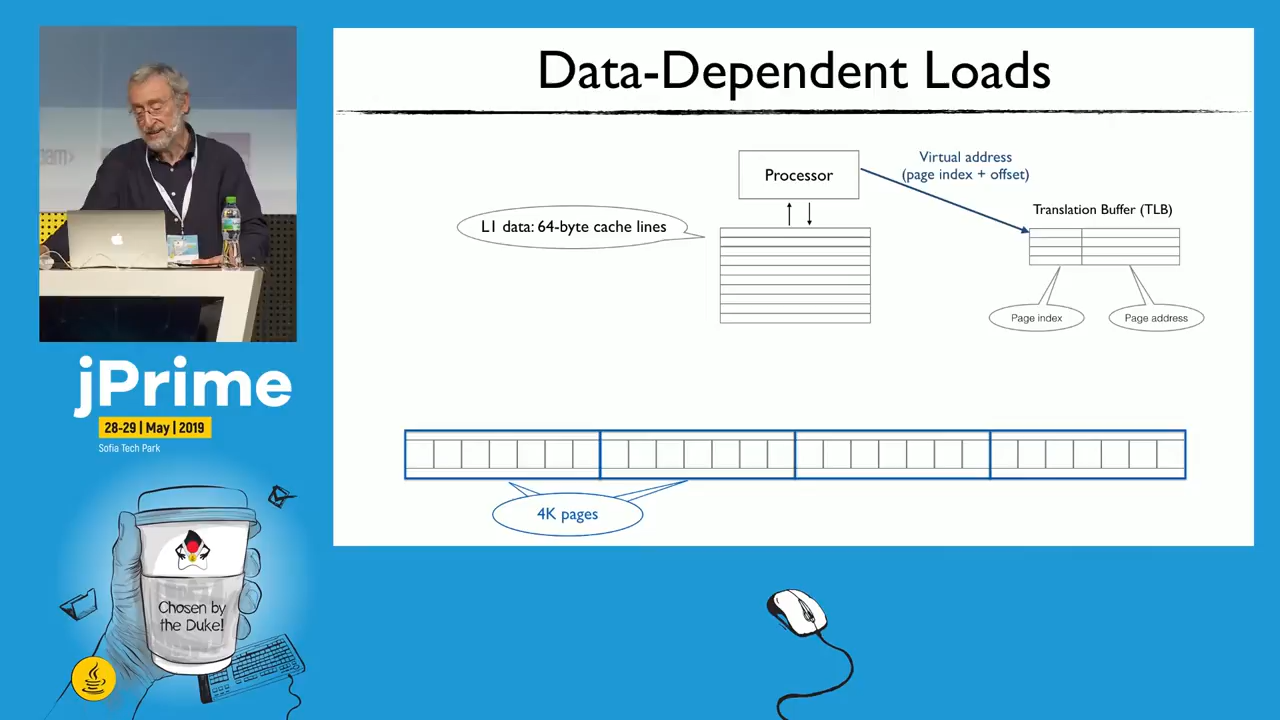 Data-Dependent Loads
Virtual address
(page index + offset)
Processor
Translation Buffer (TLB)
L1 data: 64-byte cache lines
Page index
Page address
4K pages
jPrime
28-29 | May | 2019
Sofia Tech Park
Chosen by
the Duke!